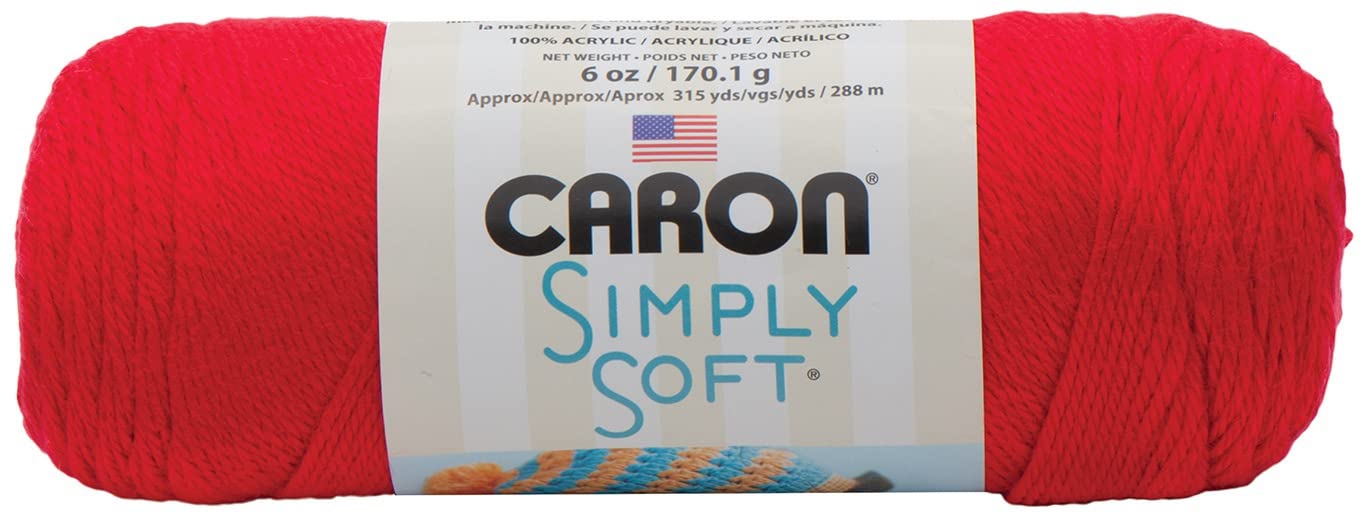 la machine. / Se puede lavar y secar a máquina.
100% ACRYLIC / ACRYLIQUE / ACRÍLICO
NET WEIGHT • POIDS NET • PESO NETO
6 oz / 170.1 g
Approx/Approx/Aprox 315 yds/vgs/yds / 288 m
CARON®
SIMPLY
SOFT®